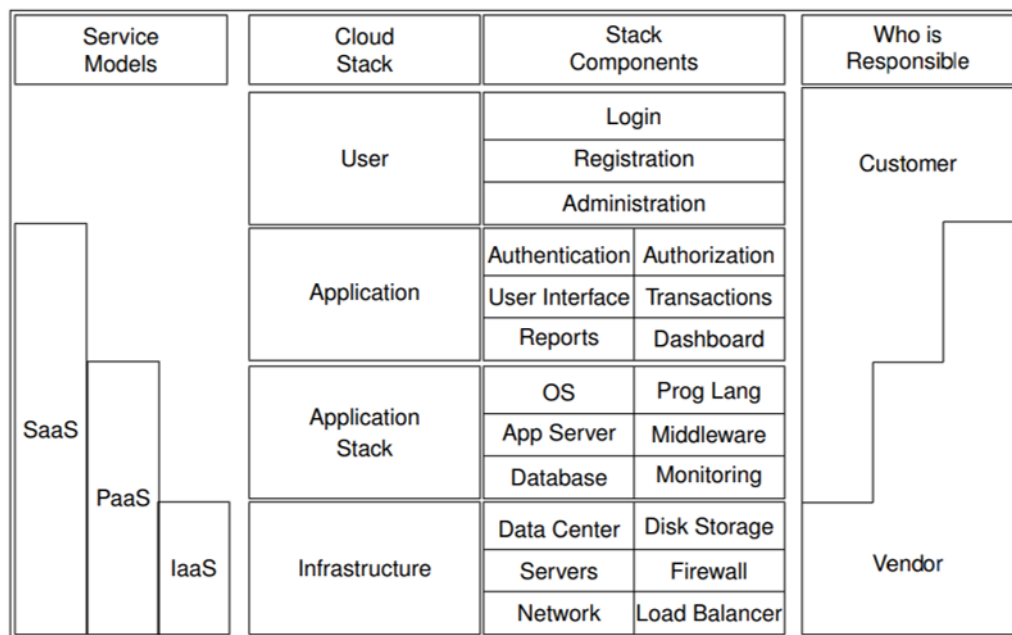 Service
Models
Cloud
Stack
Stack
Components
Who is
Responsible
User
Login
Registration
Administration
Customer
Application
Authentication
Authorization
User Interface
Transactions
Reports
Dashboard
SaaS
PaaS
IaaS
Application
Stack
OS
Prog Lang
App Server
Middleware
Database
Monitoring
Infrastructure
Data Center
Disk Storage
Servers
Firewall
Network
Load Balancer
Vendor